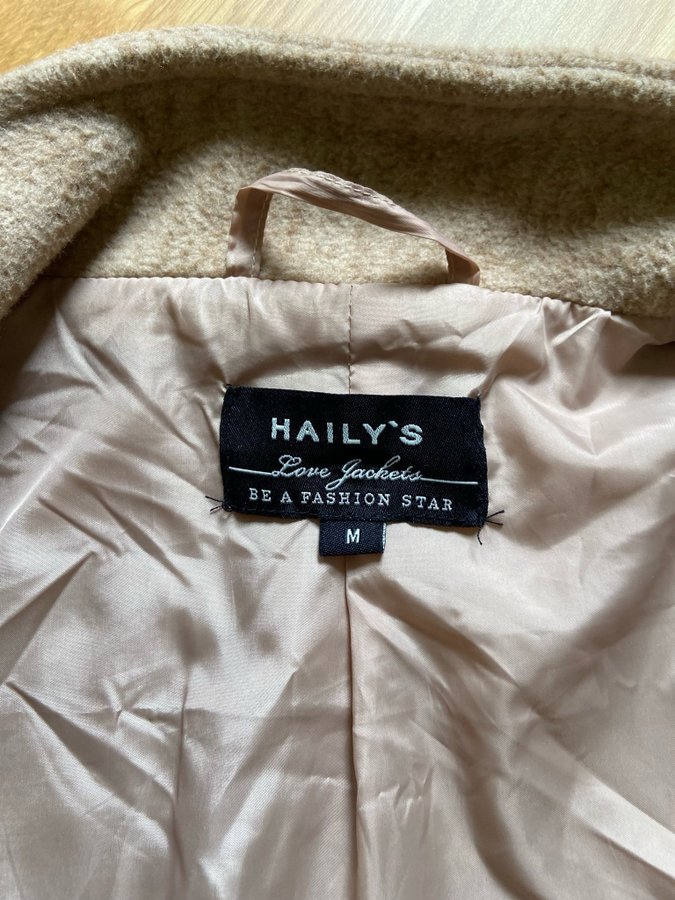 HAILY`S
Love Jackets
BE A FASHION STAR
M